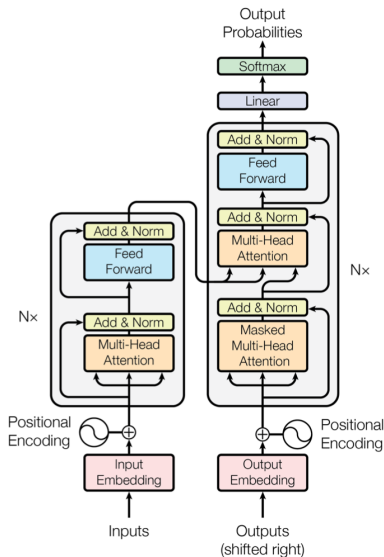 Output
Probabilities
Softmax
Linear
Add & Norm
Feed
Forward
Add & Norm
Multi-Head
Attention
Add & Norm
Masked
Multi-Head
Attention
N×
Positional
Encoding
Output
Embedding
Outputs
(shifted right)
Add & Norm
Feed
Forward
N×
Add & Norm
Multi-Head
Attention
Positional
Encoding
Input
Embedding
Inputs